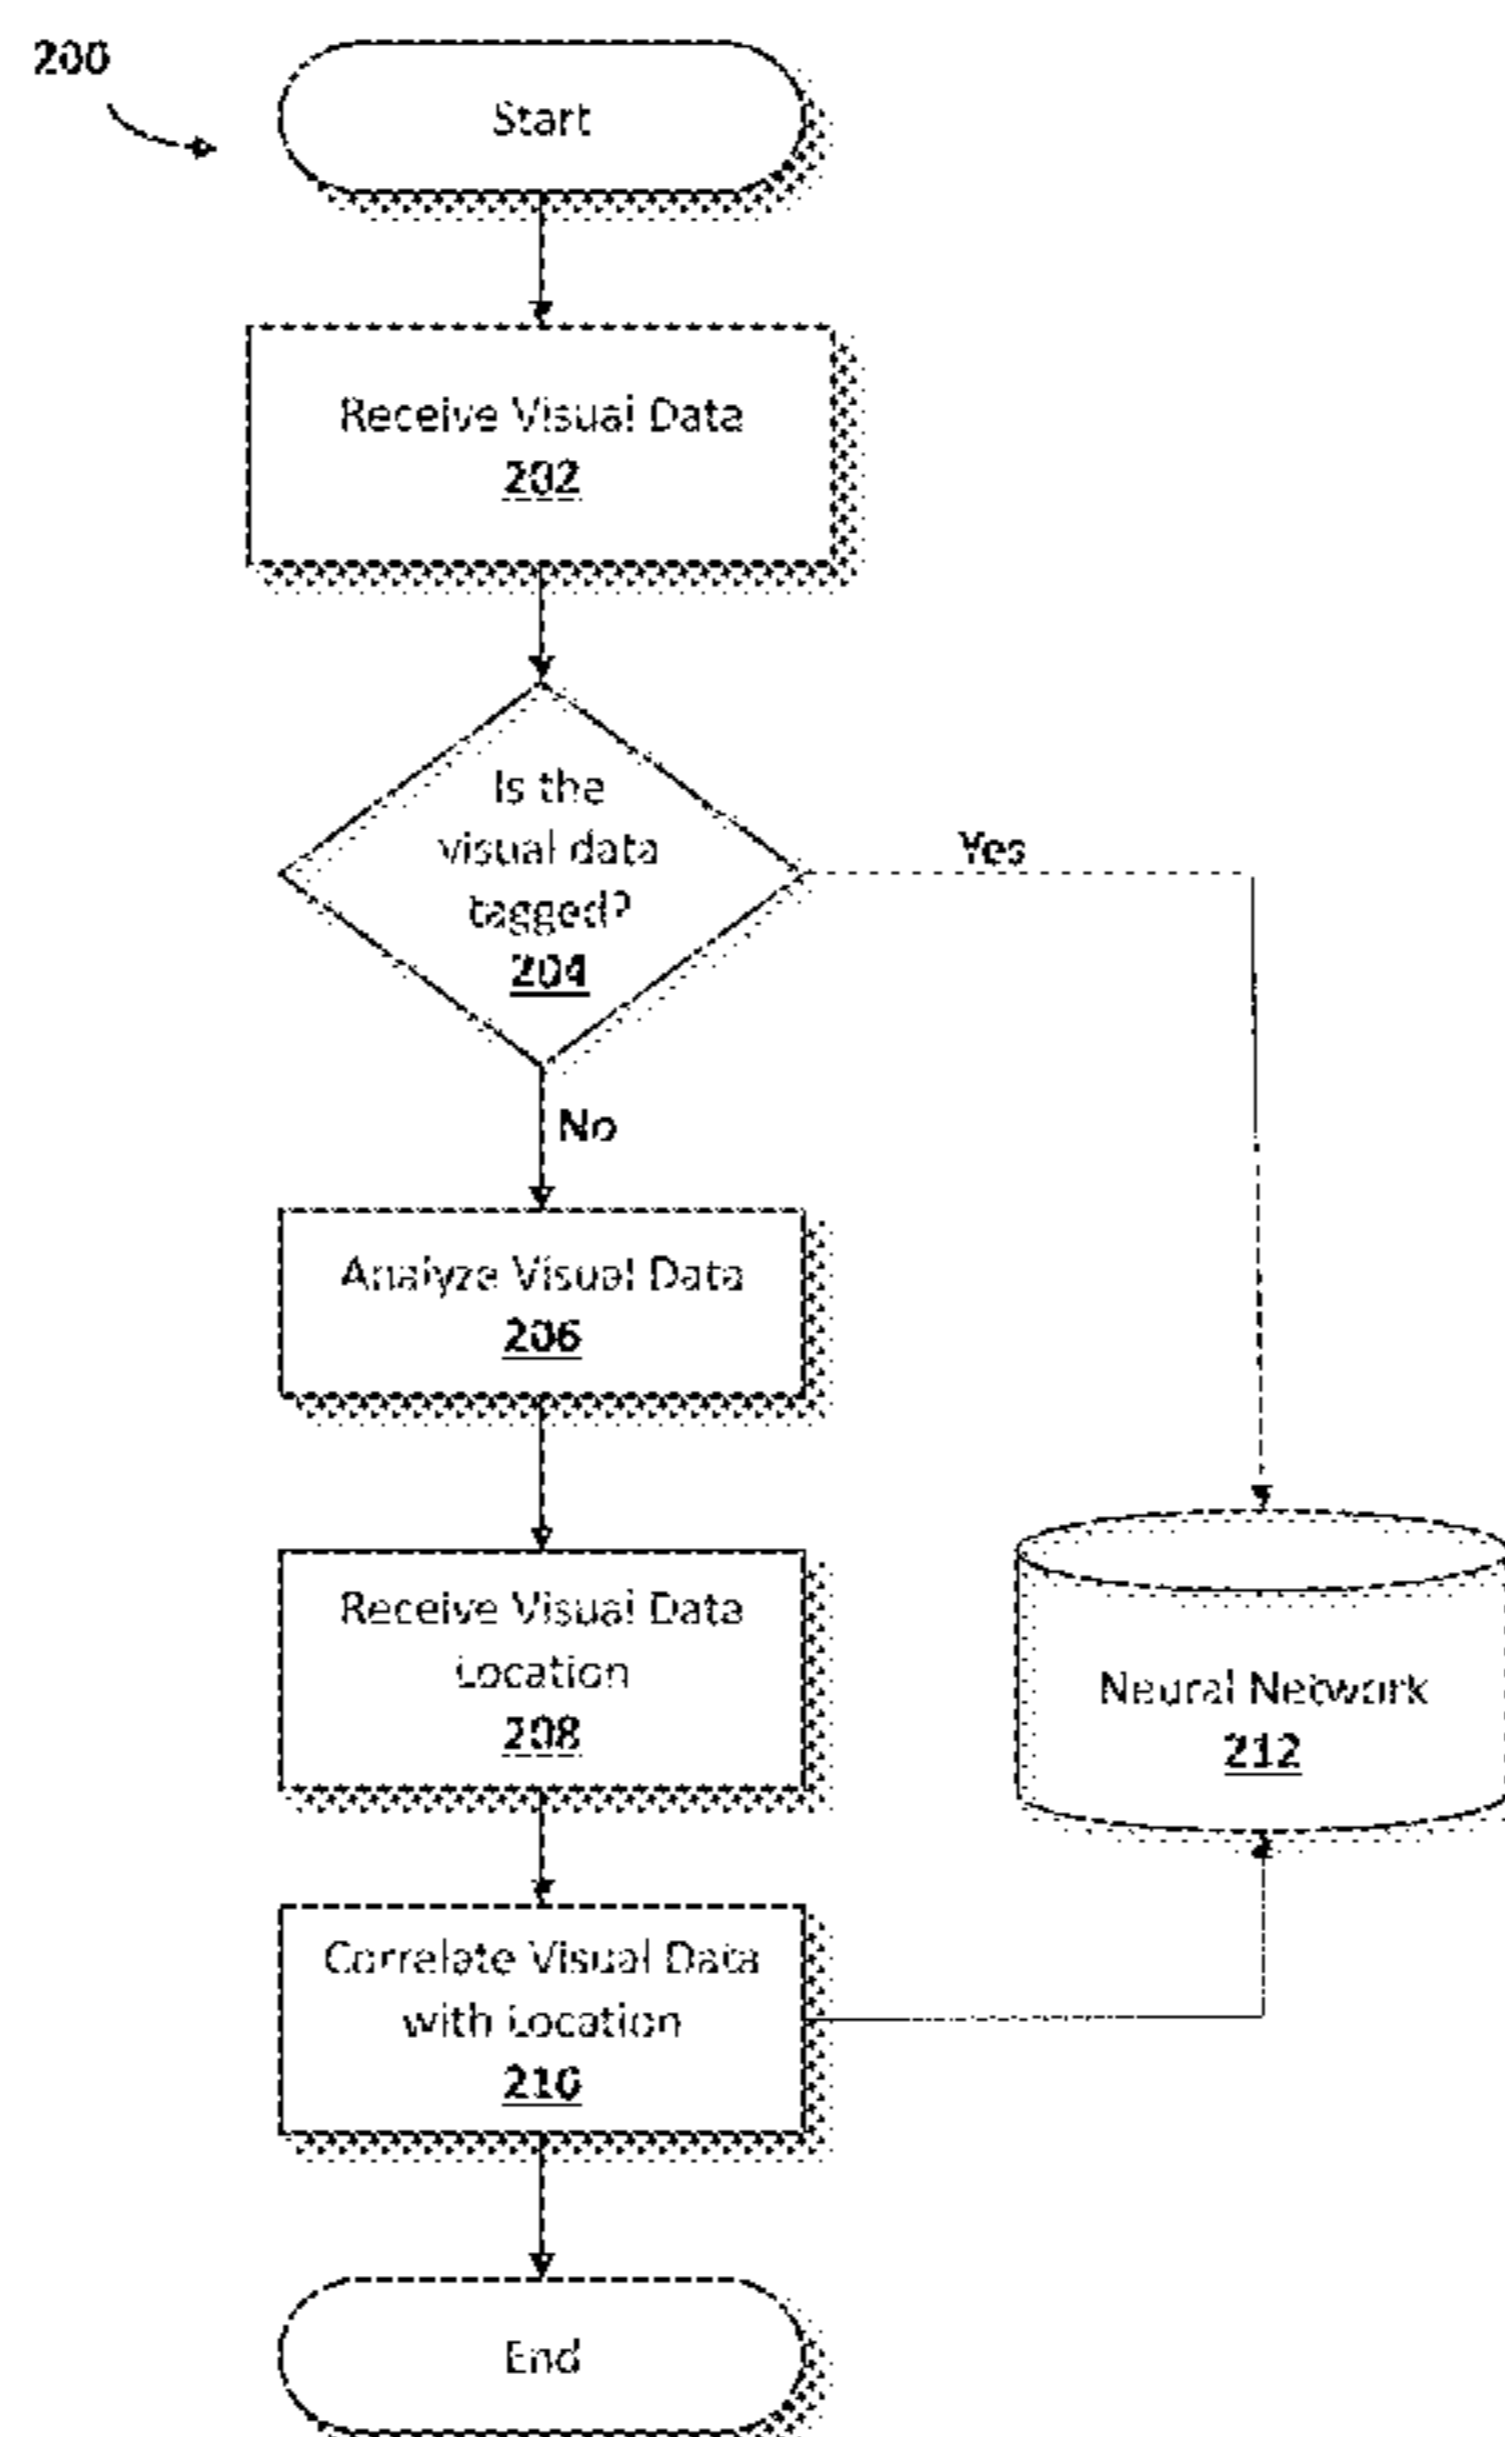 200
Start
Receive Visual Data
202
Is the
visual data
tagged?
204
Yes
No
Analyze Visual Data
206
Receive Visual Data
Location
208
Neural Network
212
Correlate Visual Data
with Location
210
End